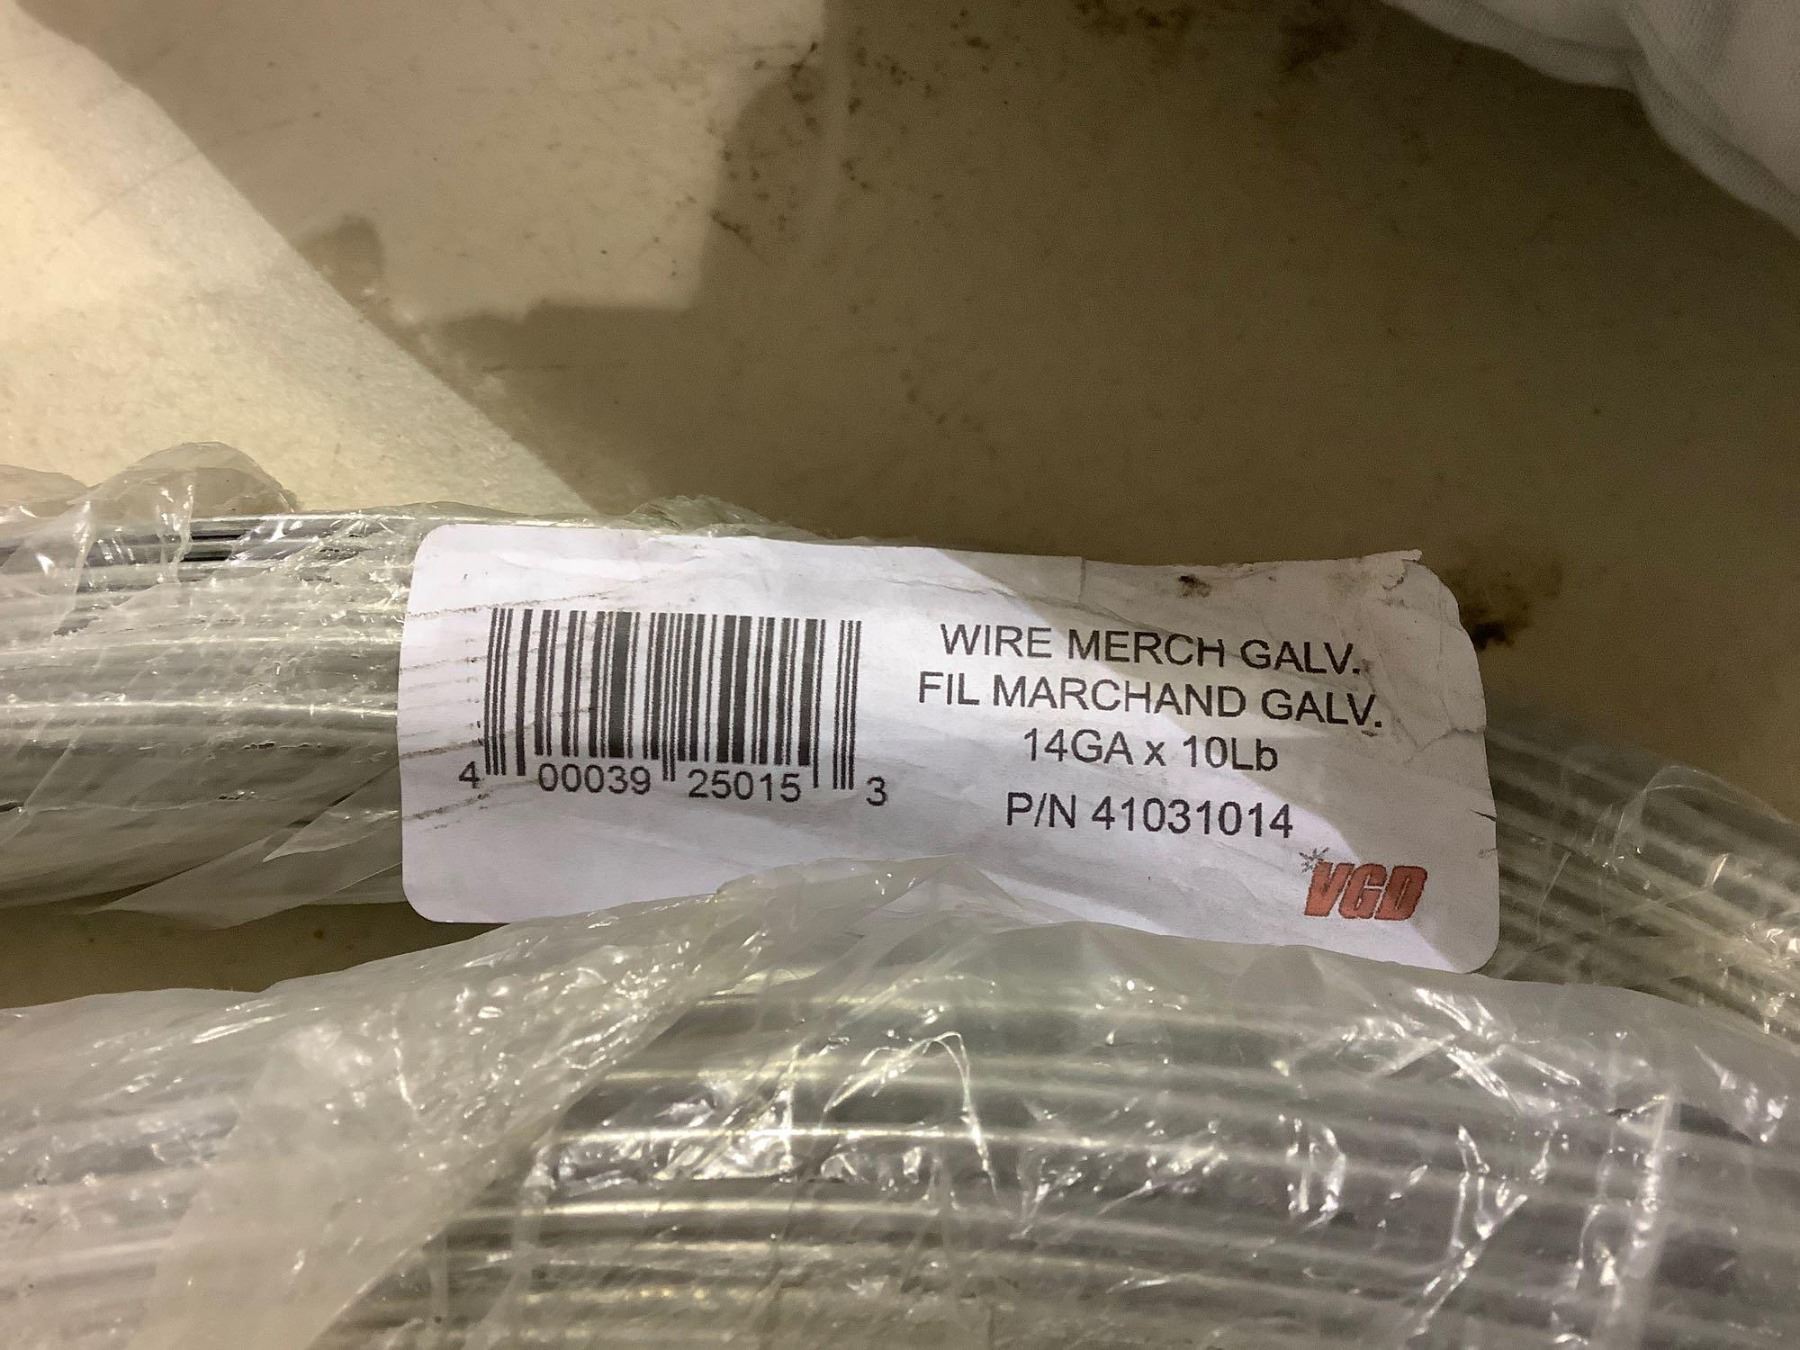 WIRE MERCH GALV.
FIL MARCHAND GALV.
14GA x 10Lb
P/N 41031014
4 00039 25015 3
VGD